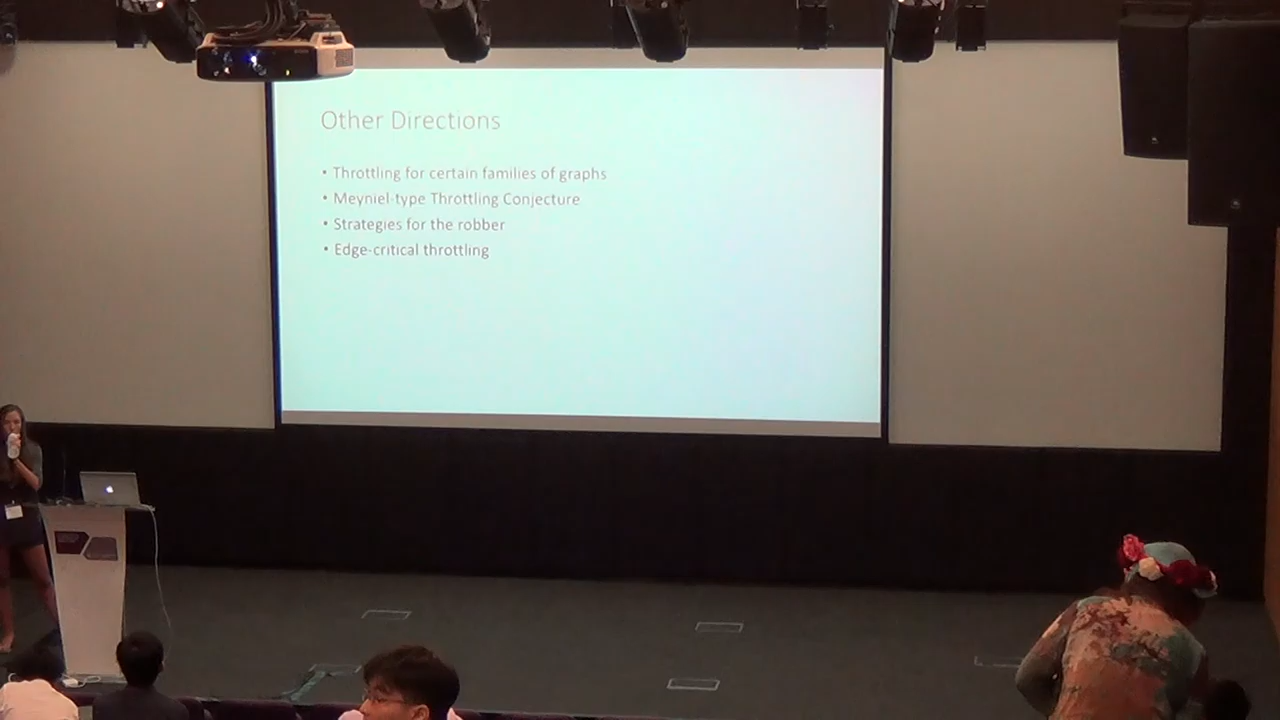 Other Directions
• Throttling for certain families of graphs
• Meyniel-type Throttling Conjecture
• Strategies for the robber
• Edge-critical throttling